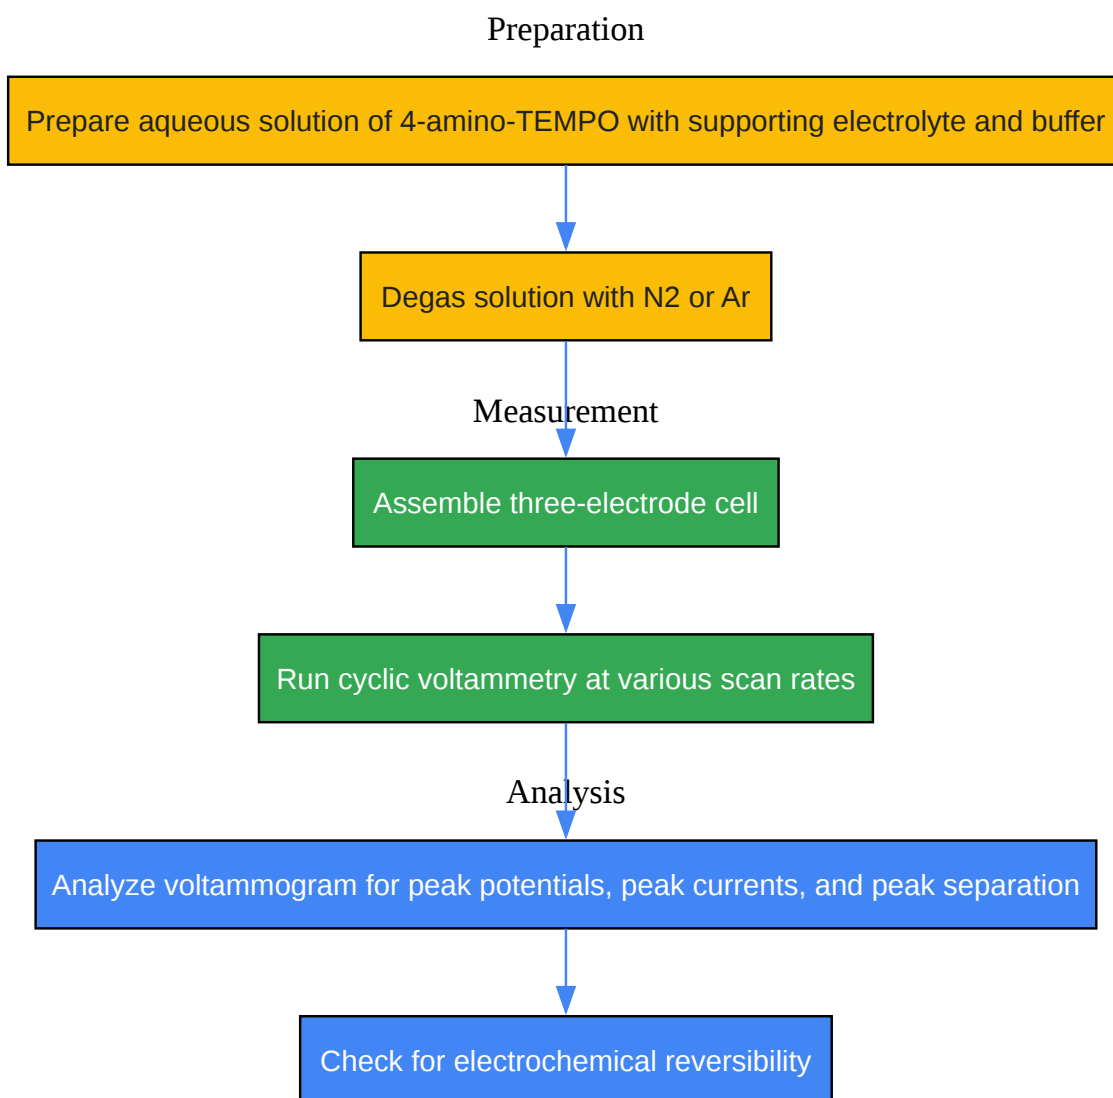 Preparation
Prepare aqueous solution of 4-amino-TEMPO with supporting electrolyte and buffer
Degas solution with N2 or Ar
Measurement
Assemble three-electrode cell
Run cyclic voltammetry at various scan rates
Analysis
Analyze voltammogram for peak potentials, peak currents, and peak separation
Check for electrochemical reversibility